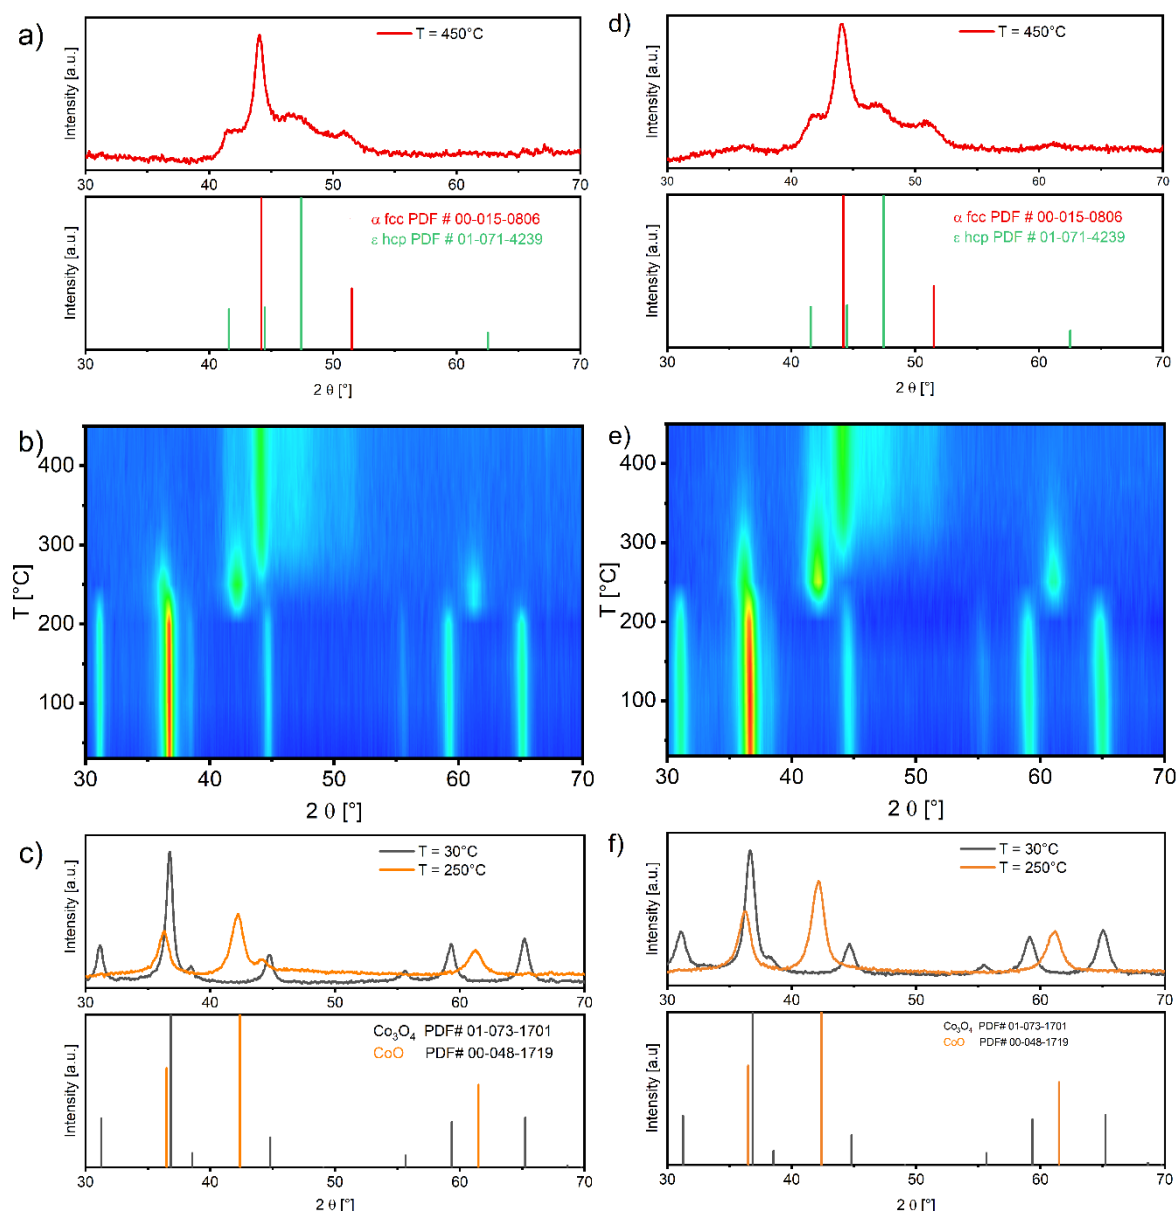 a)
Intensity [a.u.]
T = 450°C
30 40 50 60 70
Intensity [a.u.]
α fcc PDF # 00-015-0806
ε hcp PDF # 01-071-4239
30 40 50 60 70
2 θ [°]
b)
T [°C]
400
300
200
100
30 40 50 60 70
2 θ [°]
c)
Intensity [a.u.]
T = 30°C
T = 250°C
30 40 50 60 70
Intensity [a.u.]
Co₃O₄ PDF# 01-073-1701
CoO PDF# 00-048-1719
30 40 50 60 70
2 θ [°]
d)
Intensity [a.u.]
T = 450°C
30 40 50 60 70
Intensity [a.u.]
α fcc PDF # 00-015-0806
ε hcp PDF # 01-071-4239
30 40 50 60 70
2 θ [°]
e)
T [°C]
400
300
200
100
30 40 50 60 70
2 θ [°]
f)
Intensity [a.u.]
T = 30°C
T = 250°C
30 40 50 60 70
Intensity [a.u]
Co₃O₄ PDF# 01-073-1701
CoO PDF# 00-048-1719
30 40 50 60 70
2 θ [°]